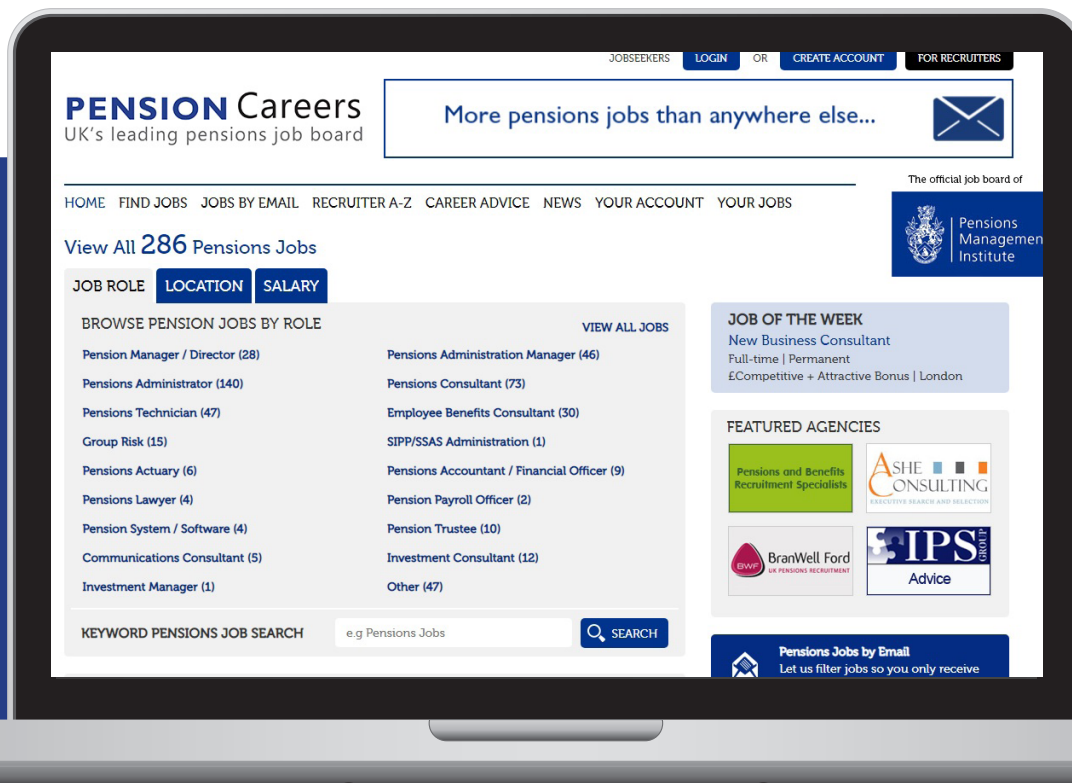 JOBSEEKERS LOGIN OR CREATE ACCOUNT FOR RECRUITERS
PENSION Careers
UK's leading pensions job board
More pensions jobs than anywhere else...
The official job board of
HOME FIND JOBS JOBS BY EMAIL RECRUITER A-Z CAREER ADVICE NEWS YOUR ACCOUNT YOUR JOBS
Pensions
Managemen
Institute
View All 286 Pensions Jobs
JOB ROLE LOCATION SALARY
BROWSE PENSION JOBS BY ROLE VIEW ALL JOBS
Pension Manager / Director (28) Pensions Administration Manager (46)
Pensions Administrator (140) Pensions Consultant (73)
Pensions Technician (47) Employee Benefits Consultant (30)
Group Risk (15) SIPP/SSAS Administration (1)
Pensions Actuary (6) Pensions Accountant / Financial Officer (9)
Pensions Lawyer (4) Pension Payroll Officer (2)
Pension System / Software (4) Pension Trustee (10)
Communications Consultant (5) Investment Consultant (12)
Investment Manager (1) Other (47)
KEYWORD PENSIONS JOB SEARCH e.g Pensions Jobs SEARCH
JOB OF THE WEEK
New Business Consultant
Full-time | Permanent
£Competitive + Attractive Bonus | London
FEATURED AGENCIES
Pensions and Benefits
Recruitment Specialists
ASHE
CONSULTING
EXECUTIVE SEARCH AND SELECTION
BWF BranWell Ford
UK PENSIONS RECRUITMENT
IPS GROUP
Advice
Pensions Jobs by Email
Let us filter jobs so you only receive